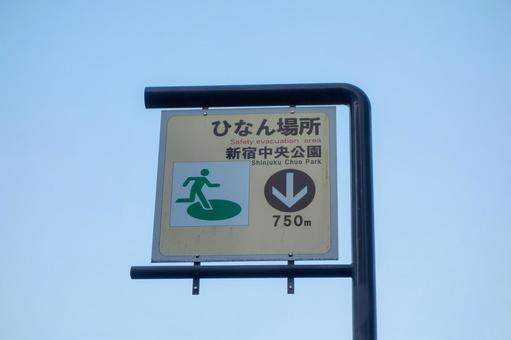 ひなん場所
Safety evacuation area
新宿中央公園
Shinjuku Chuo Park
750m